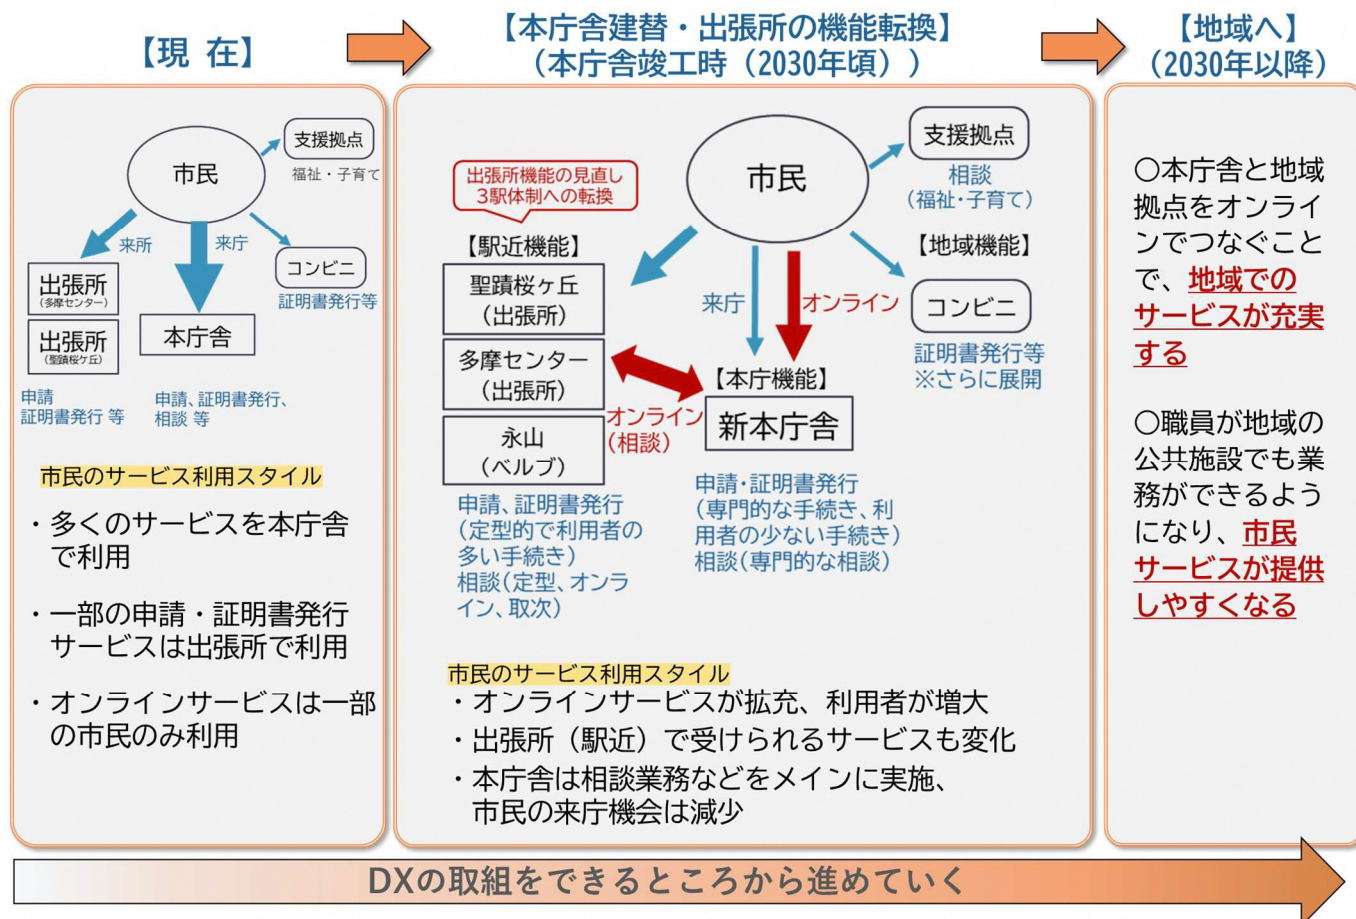 【現 在】
【本庁舎建替・出張所の機能転換】
（本庁舎竣工時（2030年頃））
【地域へ】
（2030年以降）
市民
支援拠点
福祉・子育て
来所
来庁
コンビニ
証明書発行等
出張所
（多摩センター）
出張所
（聖蹟桜ケ丘）
本庁舎
申請
証明書発行 等
申請、証明書発行、
相談 等
市民のサービス利用スタイル
・多くのサービスを本庁舎
で利用
・一部の申請・証明書発行
サービスは出張所で利用
・オンラインサービスは一部
の市民のみ利用
市民
支援拠点
相談
（福祉・子育て）
出張所機能の見直し
3駅体制への転換
【駅近機能】
【地域機能】
聖蹟桜ケ丘
（出張所）
多摩センター
（出張所）
永山
（ベルブ）
来庁
オンライン
コンビニ
証明書発行等
※さらに展開
【本庁機能】
オンライン
（相談）
新本庁舎
申請、証明書発行
（定型的で利用者の
多い手続き）
相談（定型、オンラ
イン、取次）
申請・証明書発行
（専門的な手続き、利
用者の少ない手続き）
相談（専門的な相談）
市民のサービス利用スタイル
・オンラインサービスが拡充、利用者が増大
・出張所（駅近）で受けられるサービスも変化
・本庁舎は相談業務などをメインに実施、
市民の来庁機会は減少
○本庁舎と地域
拠点をオンライ
ンでつなぐこと
で、地域での
サービスが充実
する
○職員が地域の
公共施設でも業
務ができるよう
になり、市民
サービスが提供
しやすくなる
DXの取組をできるところから進めていく